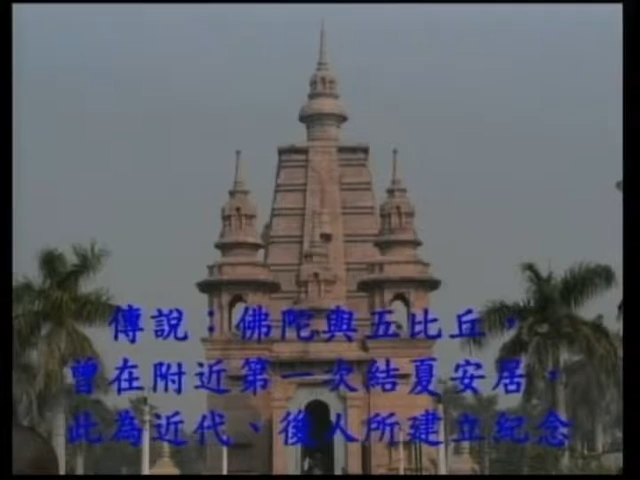 傳說：佛陀與五比丘，
曾在附近第一次結夏安居，
此為近代、後人所建立紀念